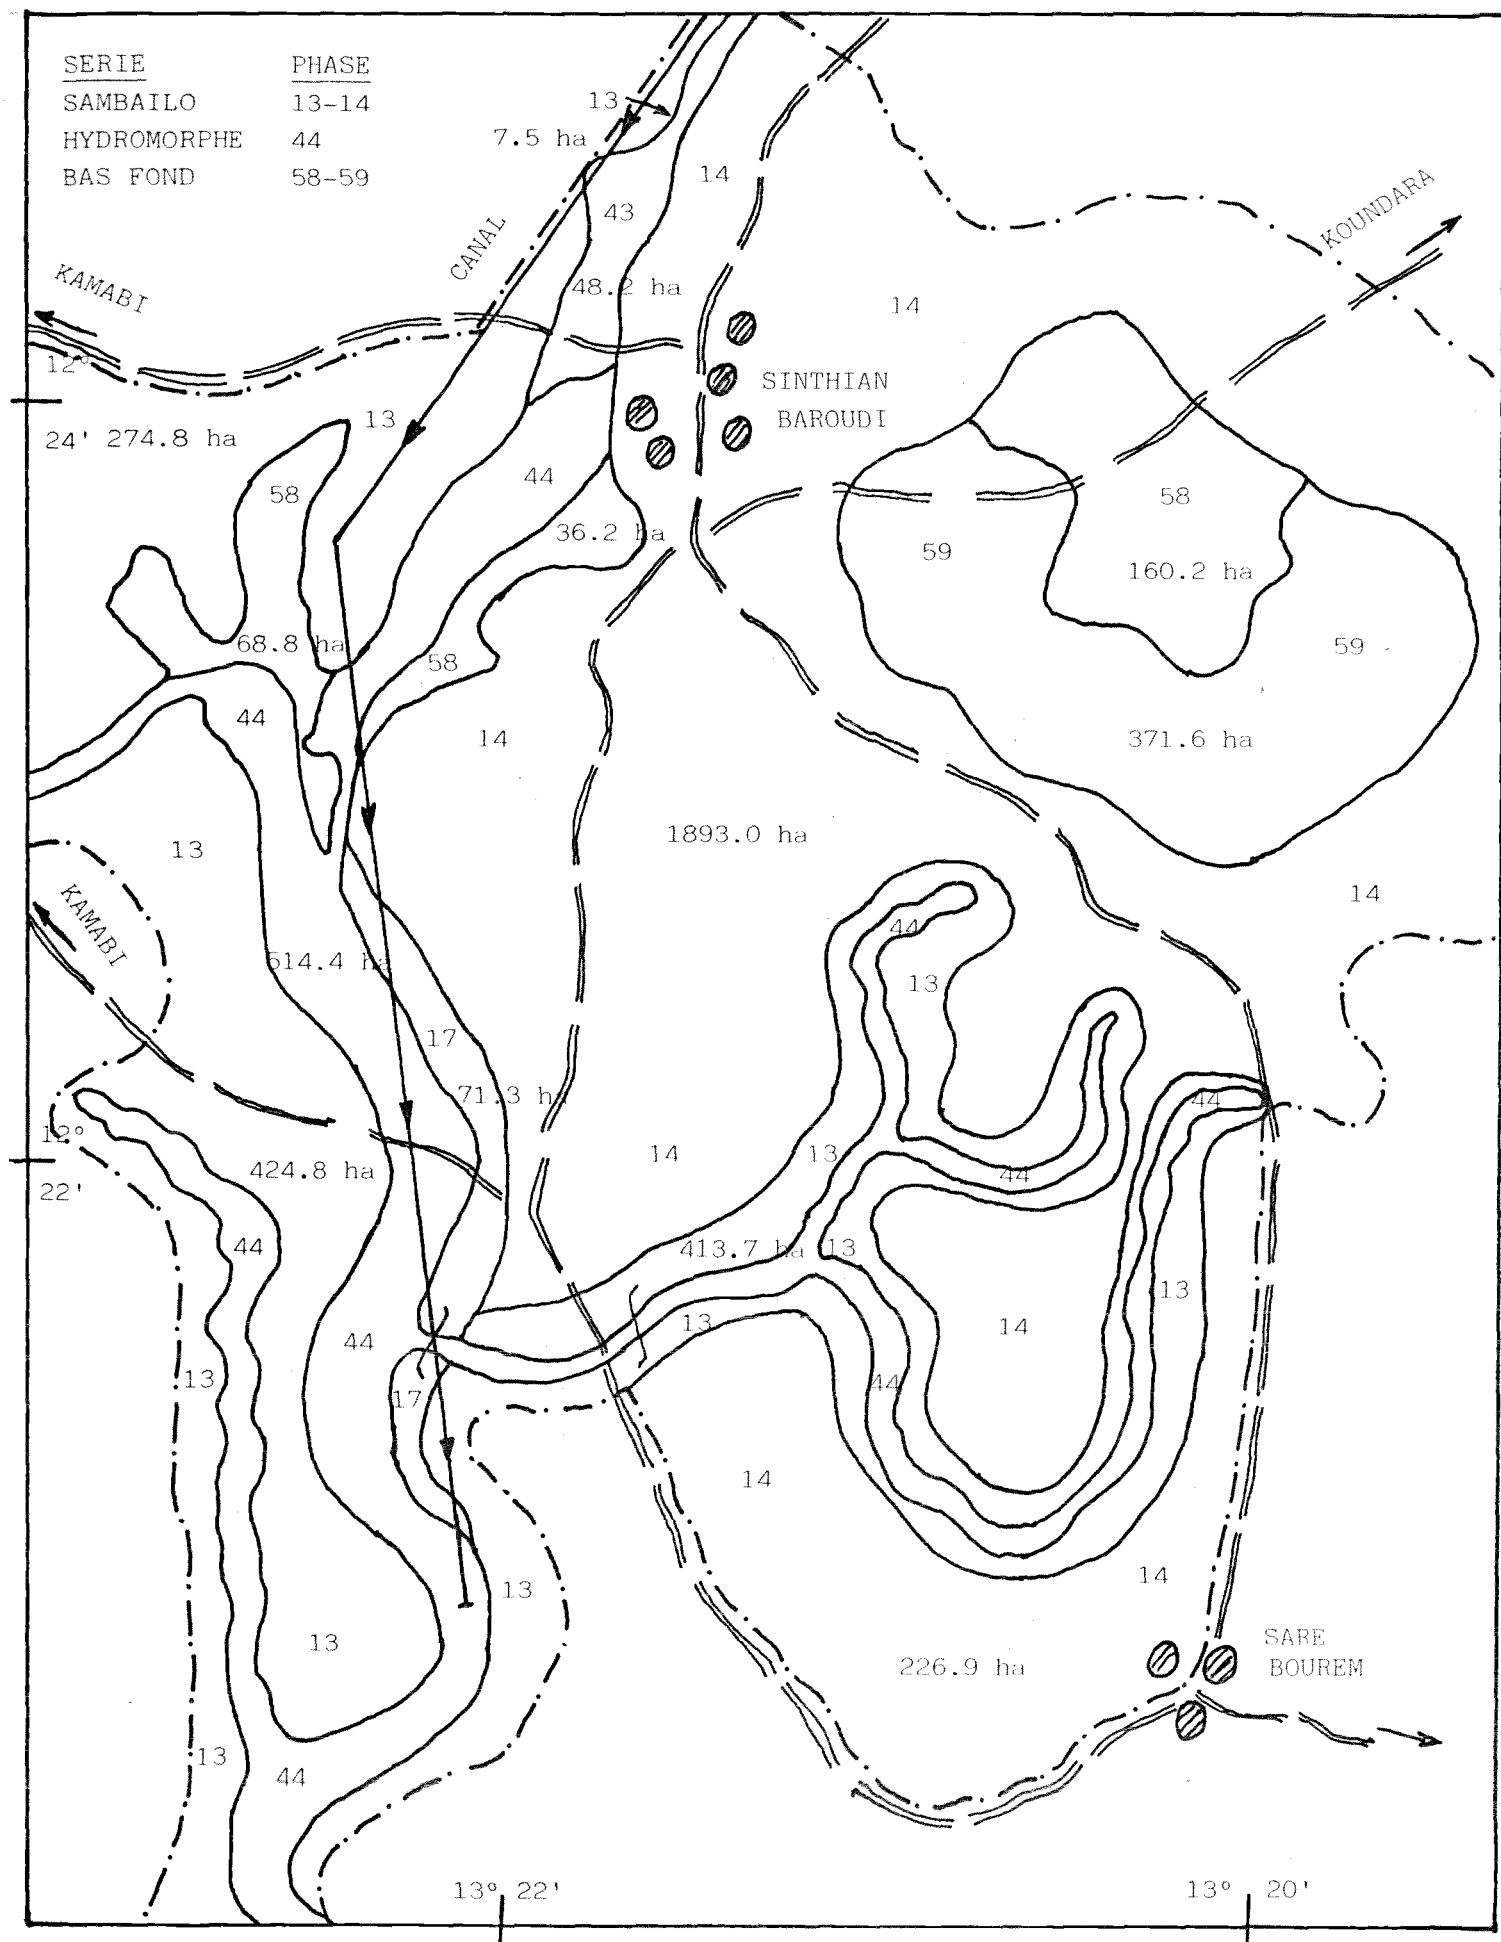 SERIE PHASE
SAMBAILO 13-14
HYDROMORPHE 44
BAS FOND 58-59
13
7.5 ha
14
43
CANAL
KOUNDARA
KAMABI
48.2 ha
14
12°
24'
274.8 ha
13
SINTHIAN
BAROUDI
58
44
58
36.2 ha
59
160.2 ha
68.8 ha
58
59
44
14
371.6 ha
1893.0 ha
13
14
KAMABI
44
514.4 ha
13
17
71.3 ha
44
12°
22'
424.8 ha
14
13
44
44
413.7 ha
13
13
13
14
44
13
17
44
14
14
13
13
226.9 ha
SARE
BOUREM
13
44
13° 22'
13° 20'